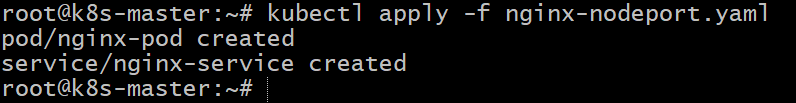 root@k8s-master:~# kubectl apply -f nginx-nodeport.yaml
pod/nginx-pod created
service/nginx-service created
root@k8s-master:~#